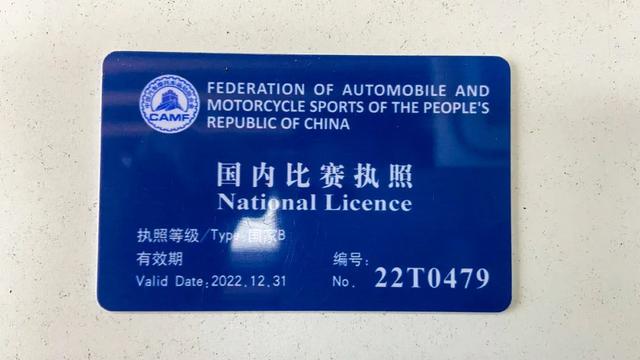 FEDERATION OF AUTOMOBILE AND
MOTORCYCLE SPORTS OF THE PEOPLE'S
REPUBLIC OF CHINA
CAMF
国内比赛执照
National Licence
执照等级/Type:国家B
有效期
Valid Date:2022.12.31
编号:
No. 22T0479